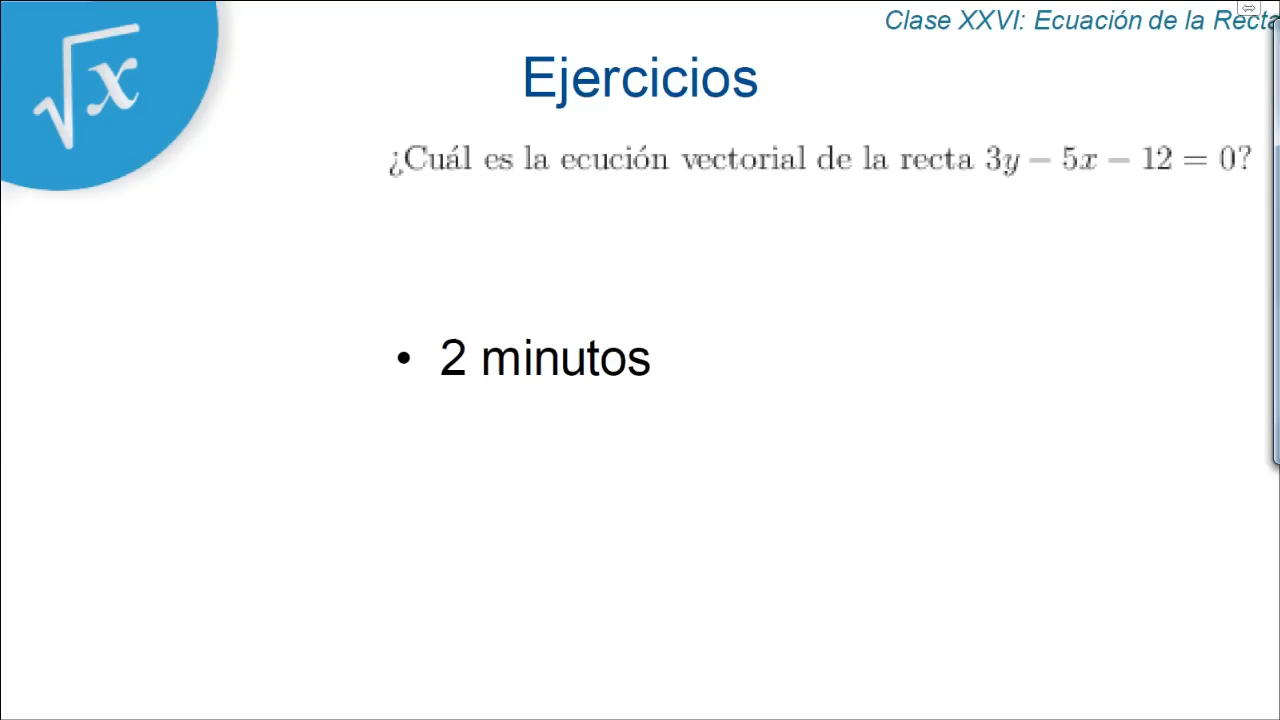 Clase XXVI: Ecuación de la Recta
√x
Ejercicios
¿Cuál es la ecución vectorial de la recta 3y − 5x − 12 = 0?
• 2 minutos